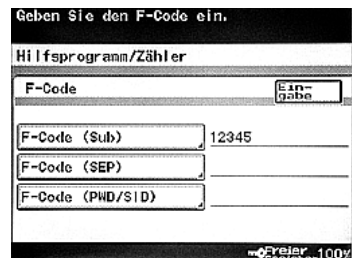 Geben Sie den F-Code ein.
Hilfsprogramm/Zähler
F-Code
Ein-
gabe
F-Code (Sub) 12345
F-Code (SEP)
F-Code (PWD/SID)
Freier
100%